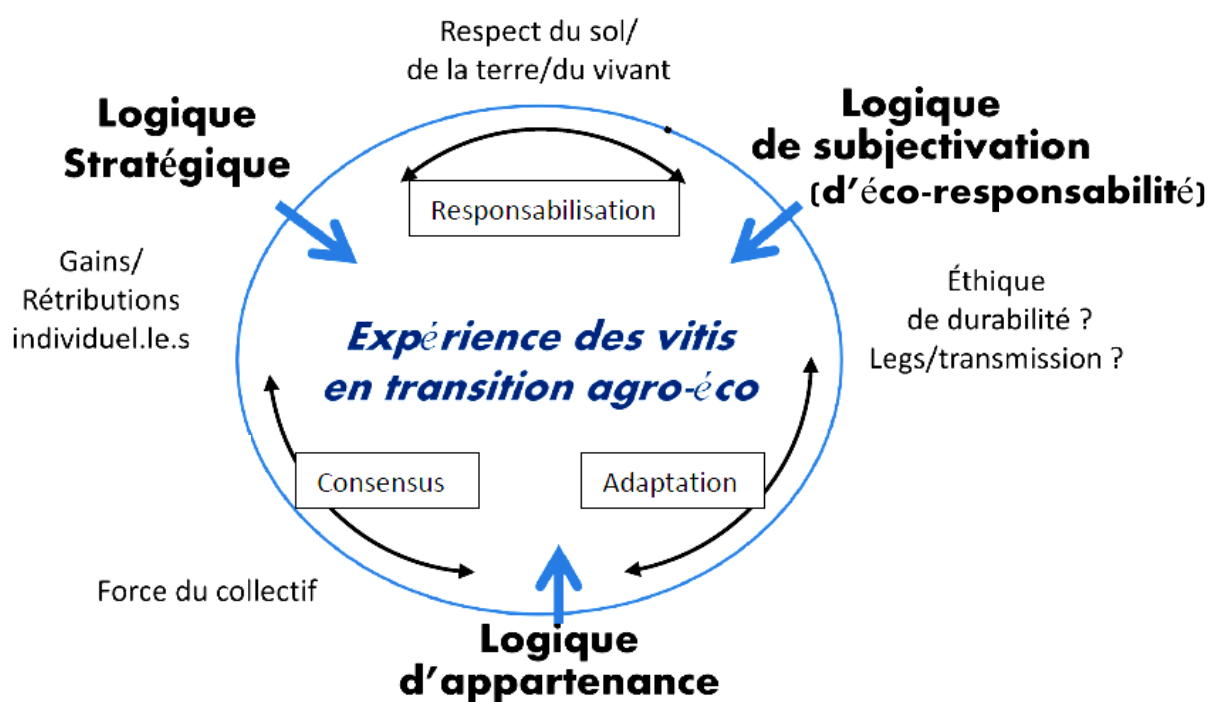 Respect du sol/
de la terre/du vivant
Logique
Stratégique
Logique
de subjectivation
(d’éco-responsabilité)
Responsabilisation
Gains/
Rétributions
individuel.le.s
Éthique
de durabilité ?
Legs/transmission ?
Expérience des vitis
en transition agro-éco
Consensus
Adaptation
Force du collectif
Logique
d’appartenance